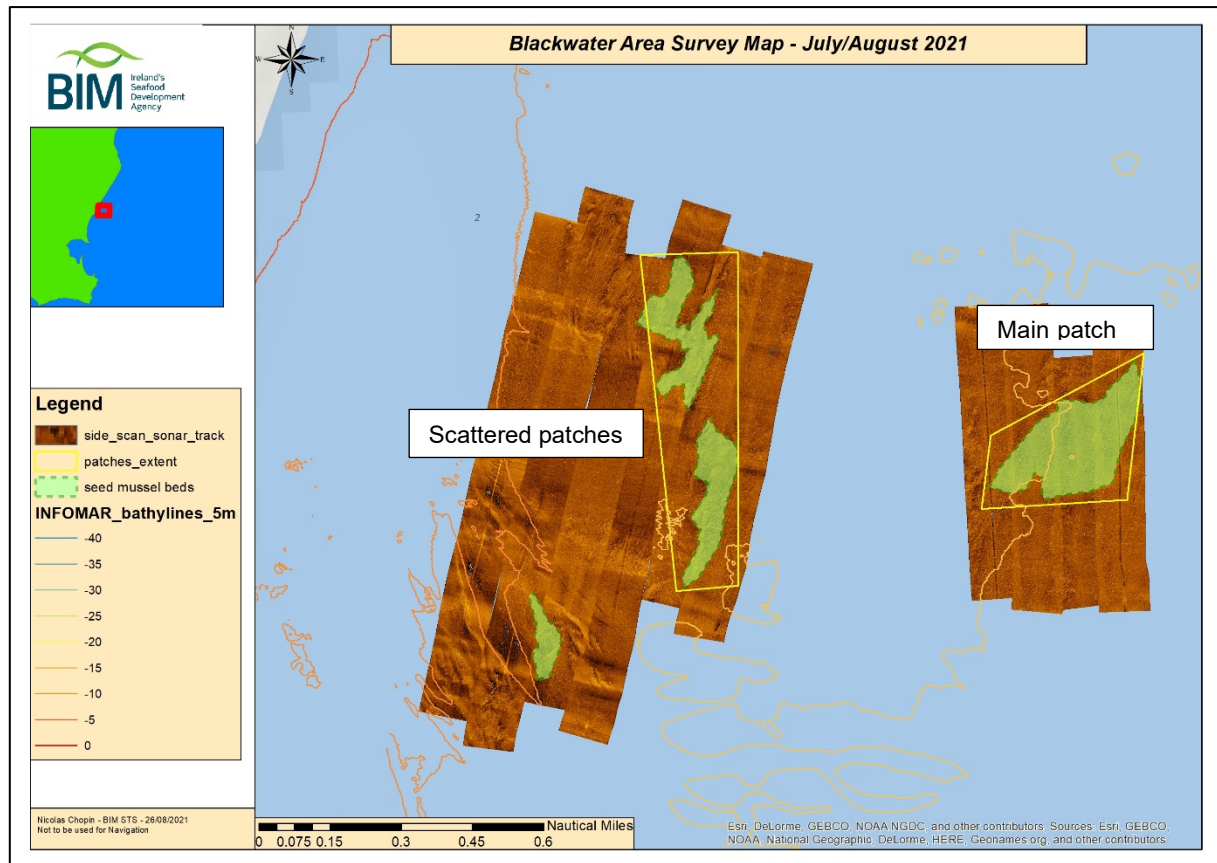 Blackwater Area Survey Map - July/August 2021
N
W E
S
BIM
Ireland's
Seafood
Development
Agency
2
Main patch
Scattered patches
Legend
side_scan_sonar_track
patches_extent
seed mussel beds
INFOMAR_bathylines_5m
-40
-35
-30
-25
-20
-15
-10
-5
0
Nicolas Chopin - BIM STS - 26/08/2021
Not to be used for Navigation
Nautical Miles
0 0.075 0.15 0.3 0.45 0.6
Esri, DeLorme, GEBCO, NOAA NGDC, and other contributors, Sources: Esri, GEBCO,
NOAA, National Geographic, DeLorme, HERE, Geonames.org, and other contributors